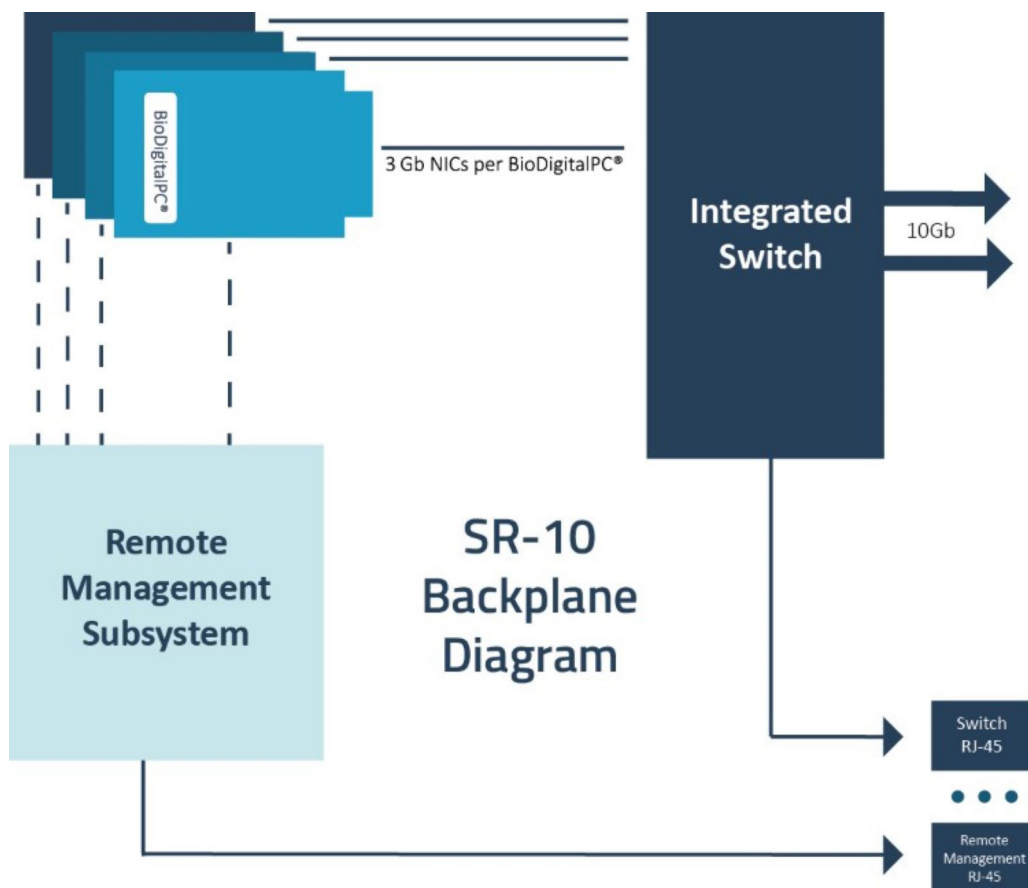 BioDigitalPC®
3 Gb NICs per BioDigitalPC®
Integrated
Switch
10Gb
Remote
Management
Subsystem
SR-10
Backplane
Diagram
Switch
RJ-45
Remote
Management
RJ-45